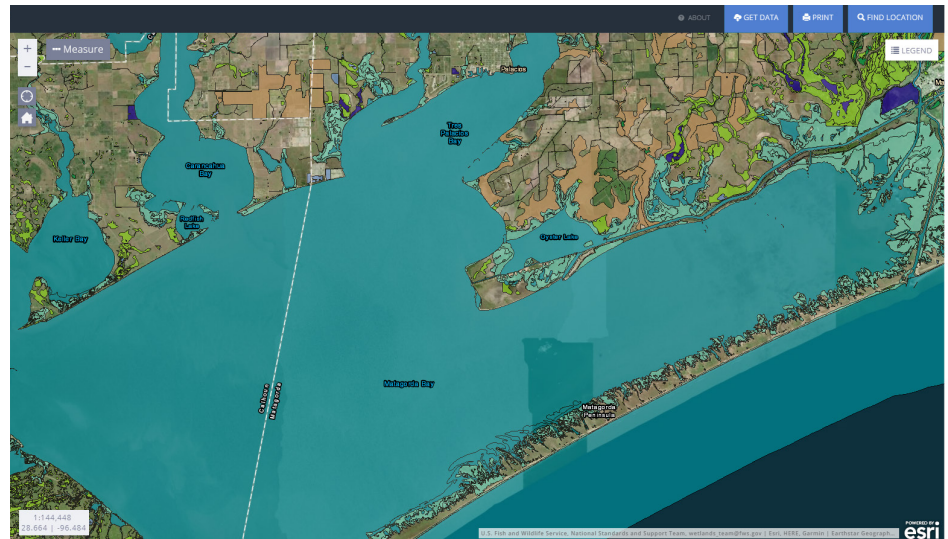 ABOUT
GET DATA
PRINT
FIND LOCATION
+
Measure
−
LEGEND
Palacios
Tres
Palacios
Bay
Carancahua
Bay
Redfish
Lake
Keller Bay
Oyster Lake
Calhoun
Matagorda
Matagorda Bay
Matagorda
Peninsula
1:144,448
28.664 | -96.484
U.S. Fish and Wildlife Service, National Standards and Support Team, wetlands_team@fws.gov | Esri, HERE, Garmin | Earthstar Geograph...
POWERED BY
esri